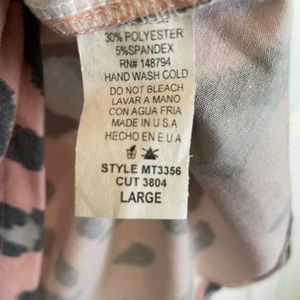 30% POLYESTER
5%SPANDEX
RN# 148794
HAND WASH COLD
DO NOT BLEACH
LAVAR A MANO
CON AGUA FRIA
MADE IN U.S.A
HECHO EN E.U.A
STYLE MT3356
CUT 3804
LARGE